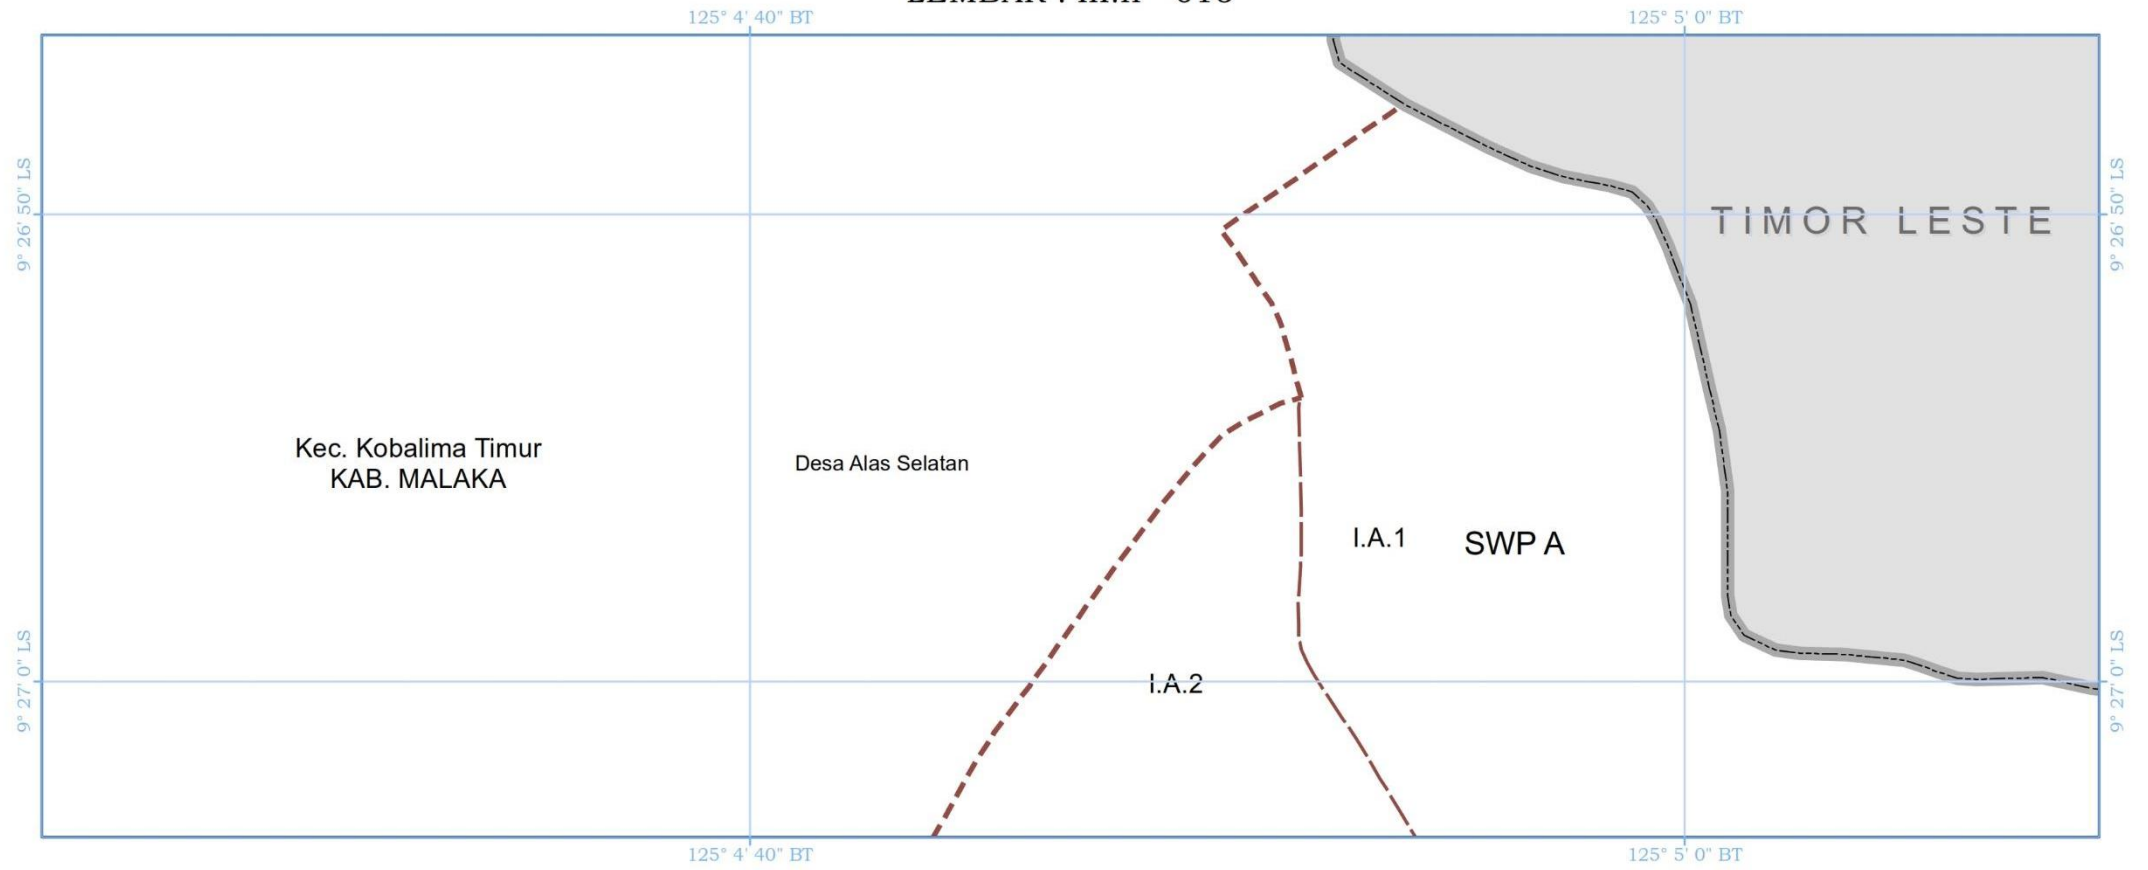 125° 4' 40" BT
125° 5' 0" BT
9° 26' 50" LS
9° 26' 50" LS
TIMOR LESTE
Kec. Kobalima Timur
KAB. MALAKA
Desa Alas Selatan
I.A.1
SWP A
I.A.2
9° 27' 0" LS
9° 27' 0" LS
125° 4' 40" BT
125° 5' 0" BT